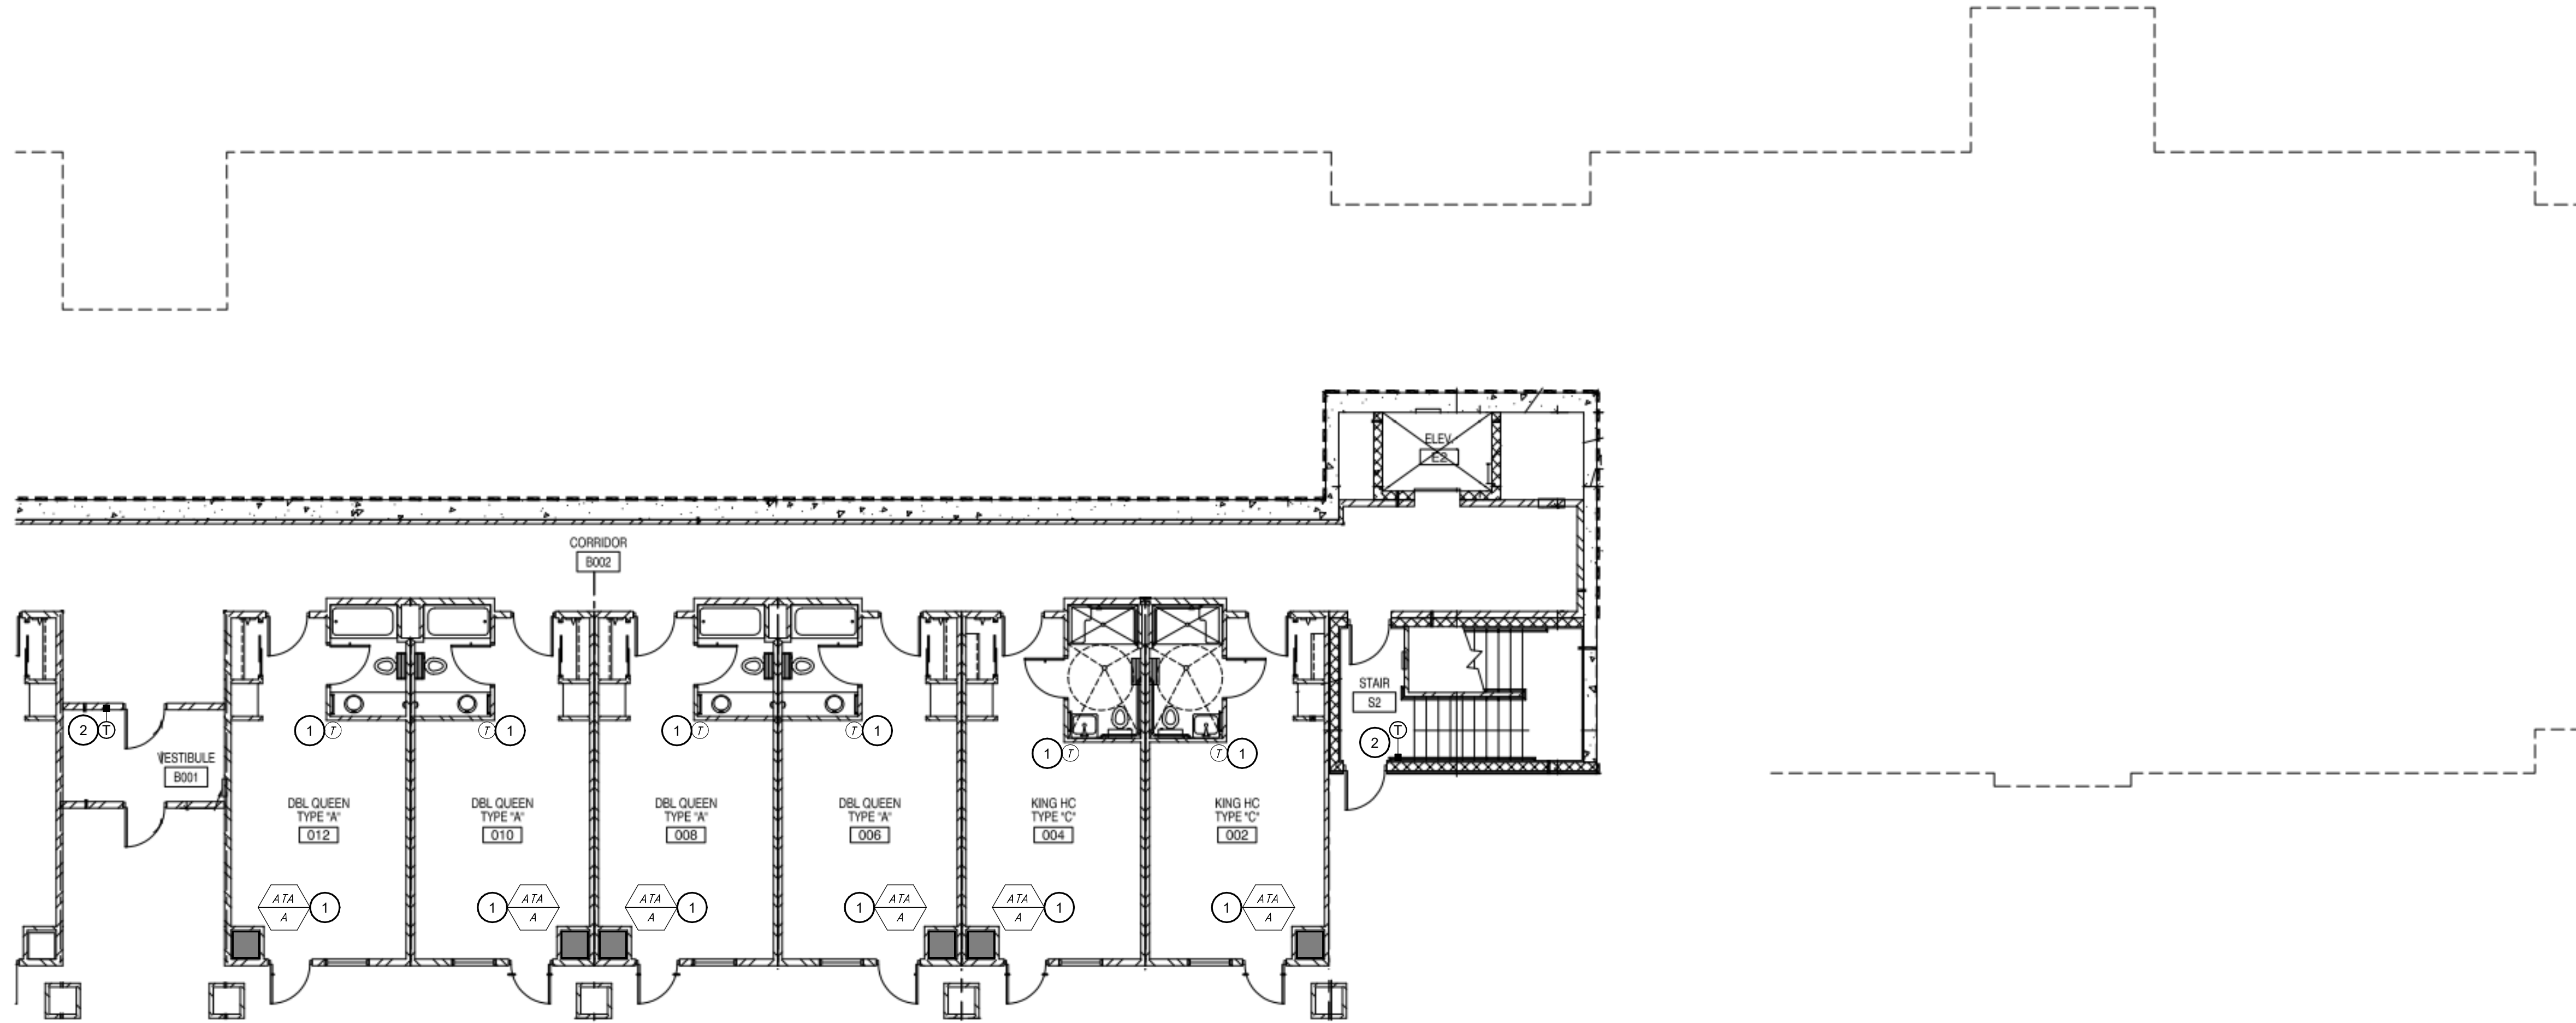 ELEV.
E2
CORRIDOR
B002
STAIR
S2
2 T
2 T
VESTIBULE
B001
1 T
T 1
1 T
T 1
1 T
T 1
DBL QUEEN
TYPE "A"
012
DBL QUEEN
TYPE "A"
010
DBL QUEEN
TYPE "A"
008
DBL QUEEN
TYPE "A"
006
KING HC
TYPE "C"
004
KING HC
TYPE "C"
002
ATA
A
1
1
ATA
A
ATA
A
1
1
ATA
A
ATA
A
1
1
ATA
A